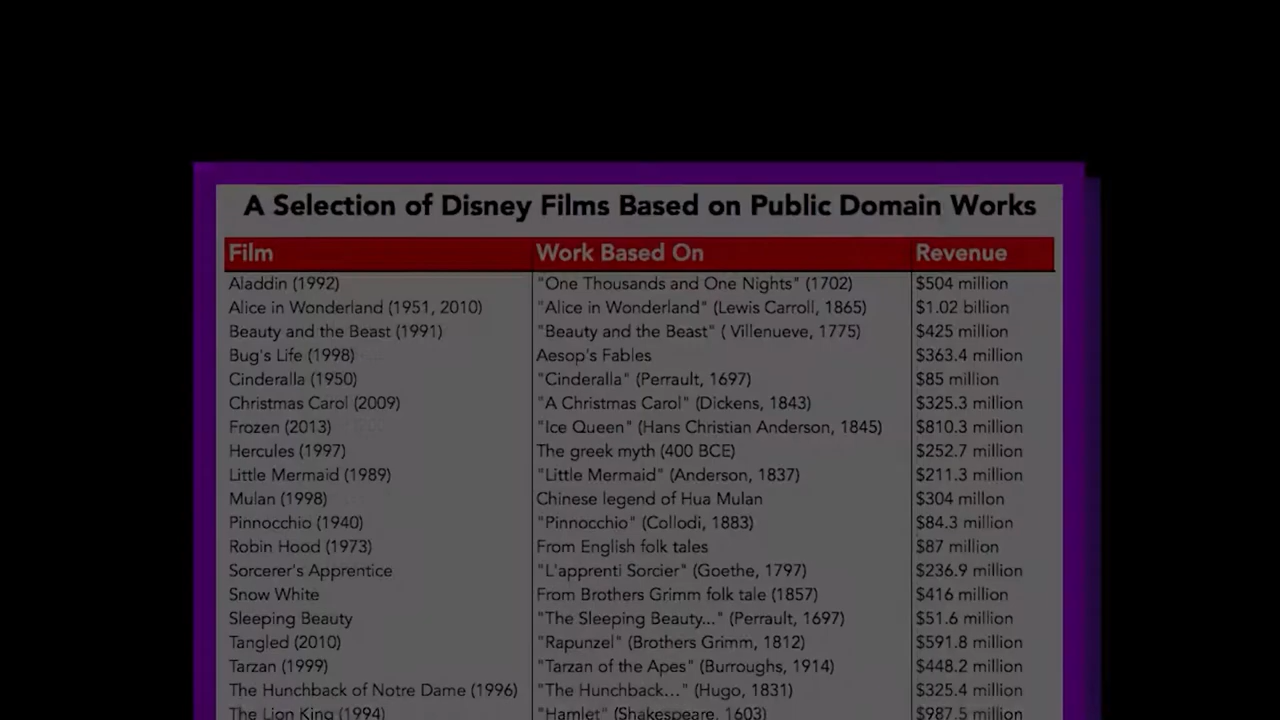 A Selection of Disney Films Based on Public Domain Works
Film Work Based On Revenue
Aladdin (1992) "One Thousands and One Nights" (1702) $504 million
Alice in Wonderland (1951, 2010) "Alice in Wonderland" (Lewis Carroll, 1865) $1.02 billion
Beauty and the Beast (1991) "Beauty and the Beast" ( Villenueve, 1775) $425 million
Bug's Life (1998) Aesop's Fables $363.4 million
Cinderalla (1950) "Cinderalla" (Perrault, 1697) $85 million
Christmas Carol (2009) "A Christmas Carol" (Dickens, 1843) $325.3 million
Frozen (2013) "Ice Queen" (Hans Christian Anderson, 1845) $810.3 million
Hercules (1997) The greek myth (400 BCE) $252.7 million
Little Mermaid (1989) "Little Mermaid" (Anderson, 1837) $211.3 million
Mulan (1998) Chinese legend of Hua Mulan $304 millon
Pinnocchio (1940) "Pinnocchio" (Collodi, 1883) $84.3 million
Robin Hood (1973) From English folk tales $87 million
Sorcerer's Apprentice "L'apprenti Sorcier" (Goethe, 1797) $236.9 million
Snow White From Brothers Grimm folk tale (1857) $416 million
Sleeping Beauty "The Sleeping Beauty..." (Perrault, 1697) $51.6 million
Tangled (2010) "Rapunzel" (Brothers Grimm, 1812) $591.8 million
Tarzan (1999) "Tarzan of the Apes" (Burroughs, 1914) $448.2 million
The Hunchback of Notre Dame (1996) "The Hunchback..." (Hugo, 1831) $325.4 million
The Lion King (1994) "Hamlet" (Shakespeare, 1603) $987.5 million